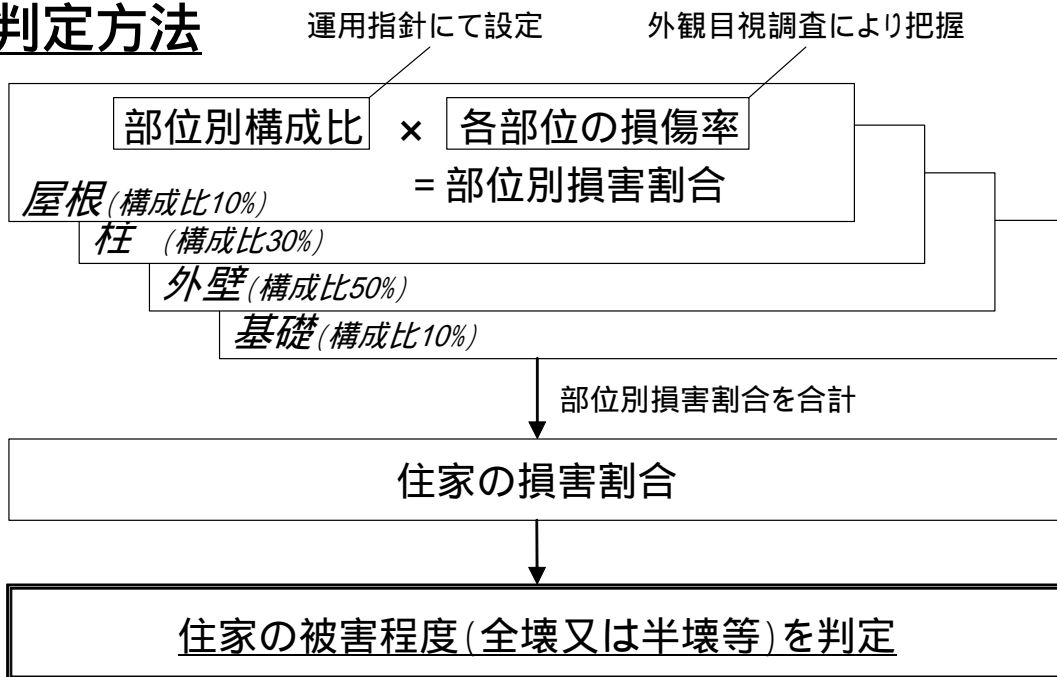 判定方法
運用指針にて設定 外観目視調査により把握
部位別構成比 × 各部位の損傷率
=部位別損害割合
屋根(構成比10%)
柱 (構成比30%)
外壁(構成比50%)
基礎(構成比10%)
部位別損害割合を合計
住家の損害割合
住家の被害程度(全壊又は半壊等)を判定